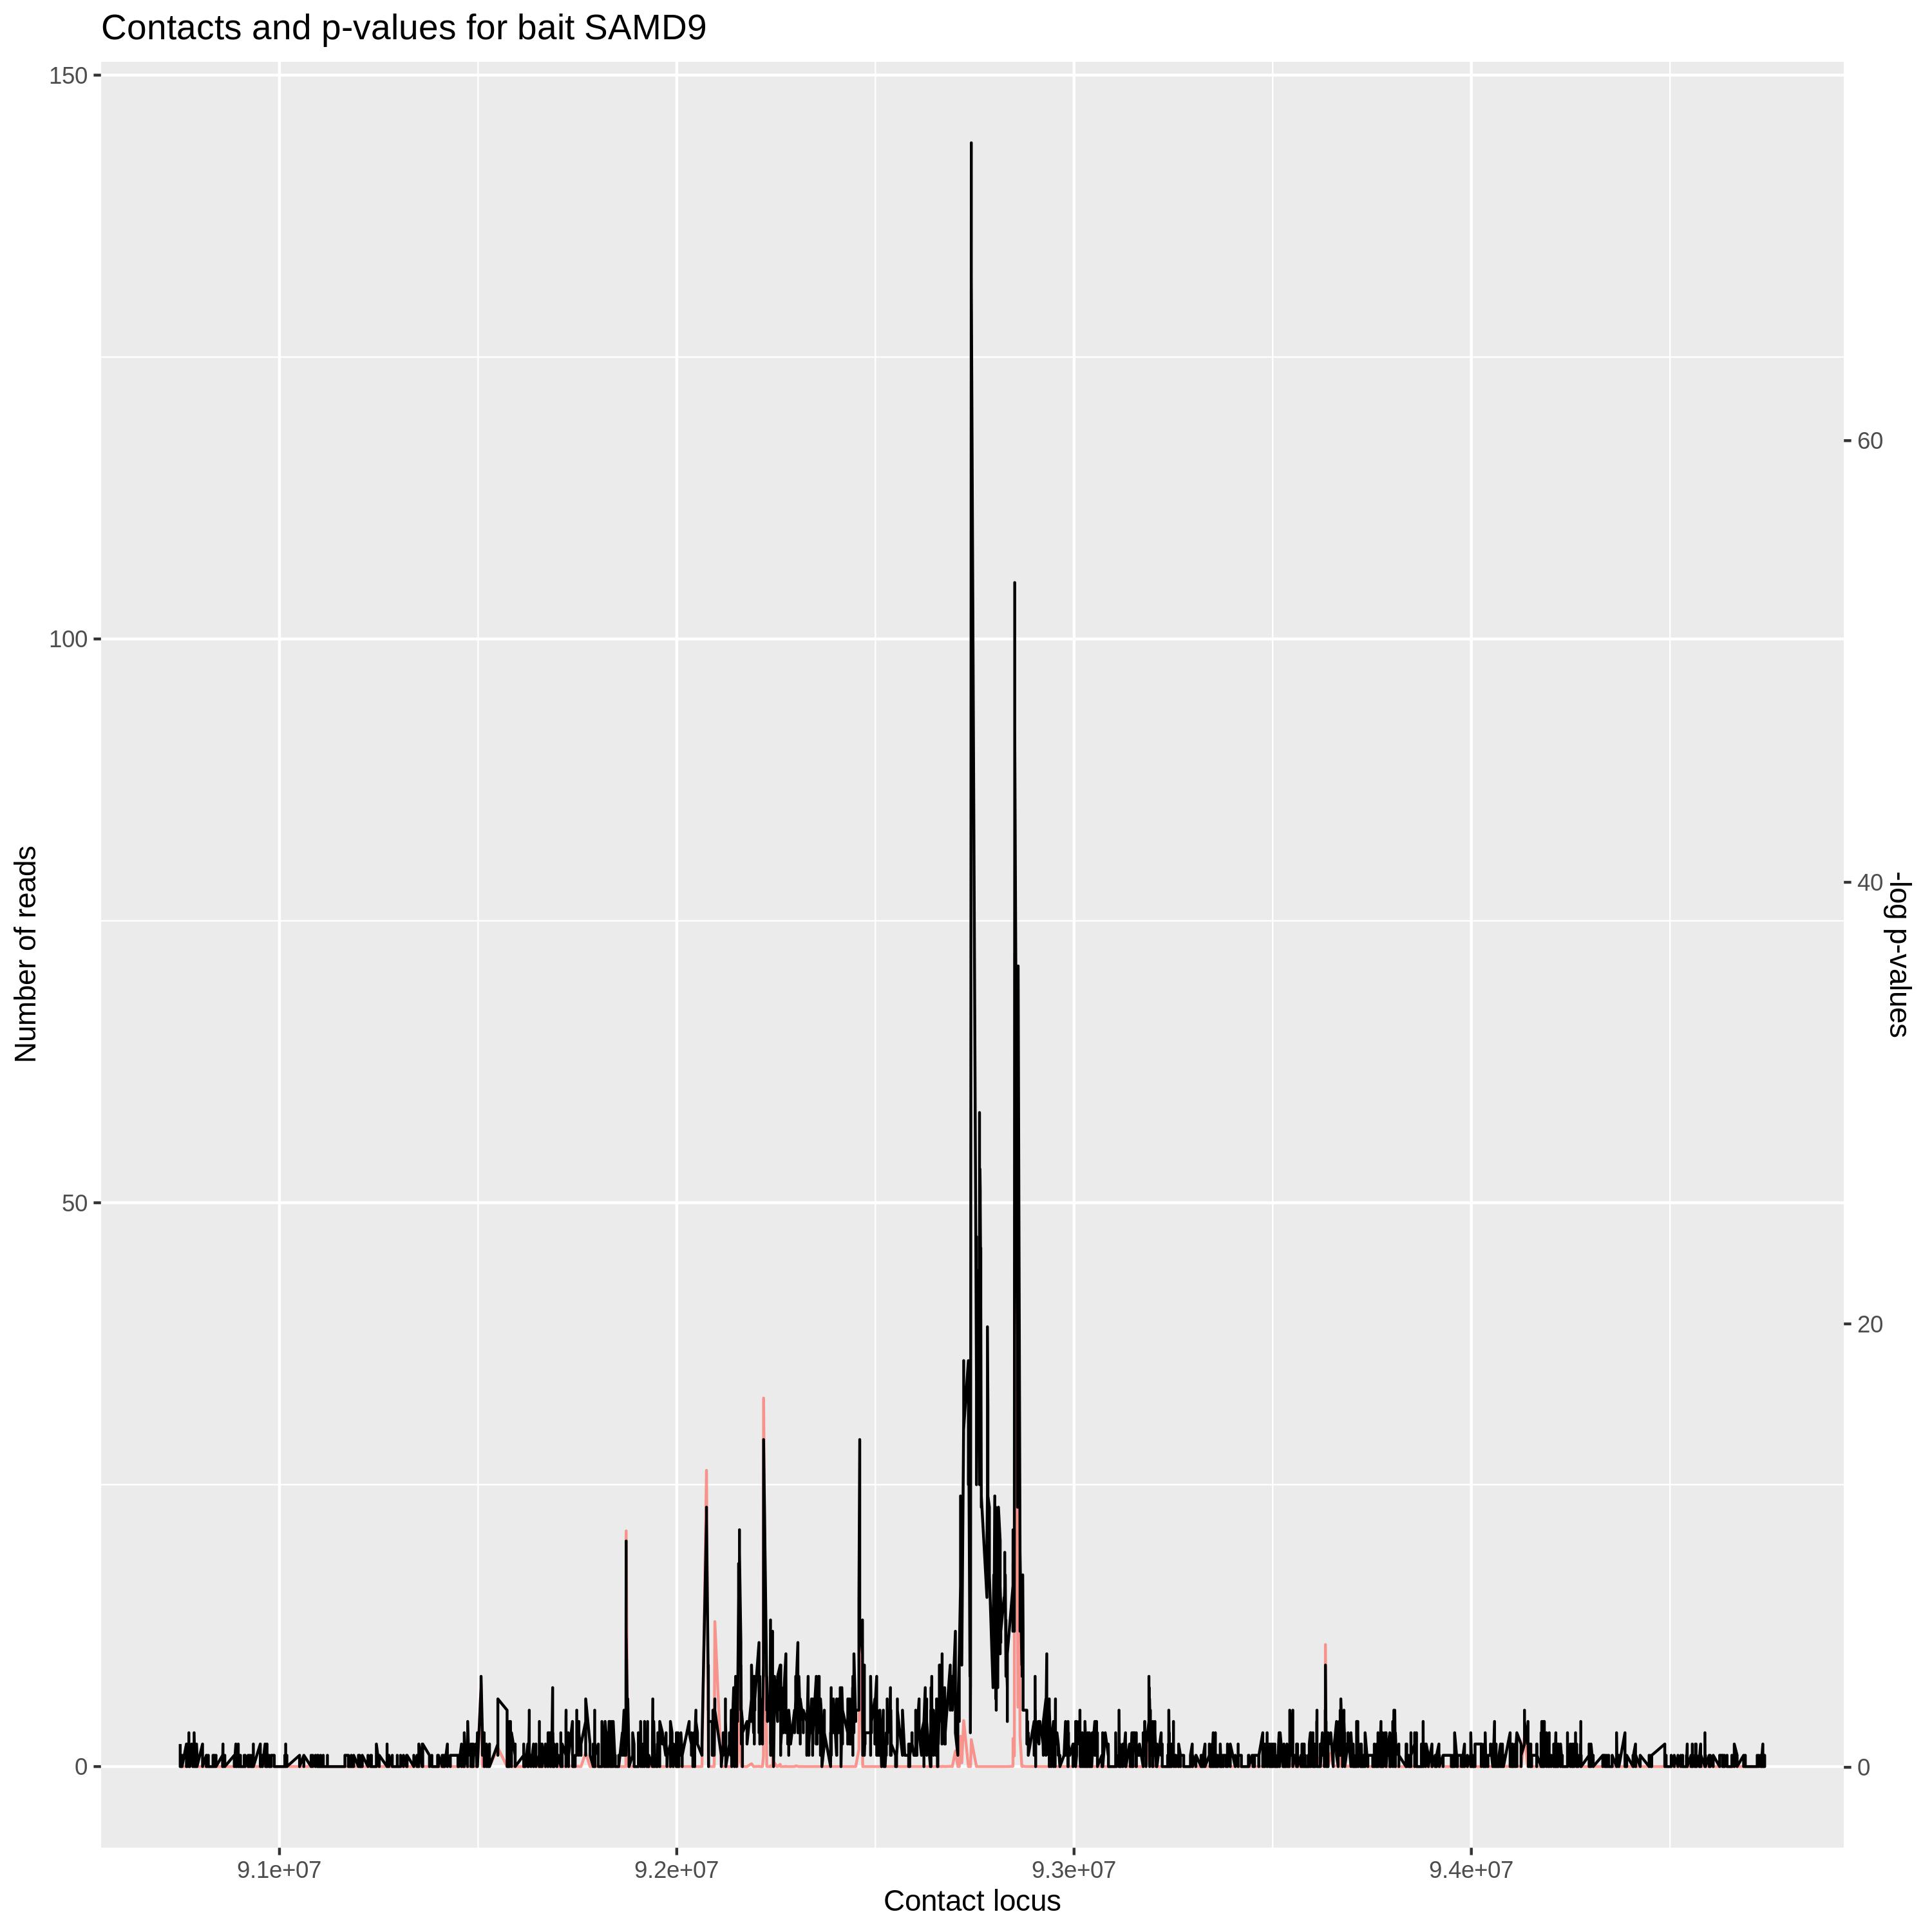 Contacts and p-values for bait SAMD9
150
100
50
0
Number of reads
60
40
20
0
-log p-values
9.1e+07
9.2e+07
9.3e+07
9.4e+07
Contact locus